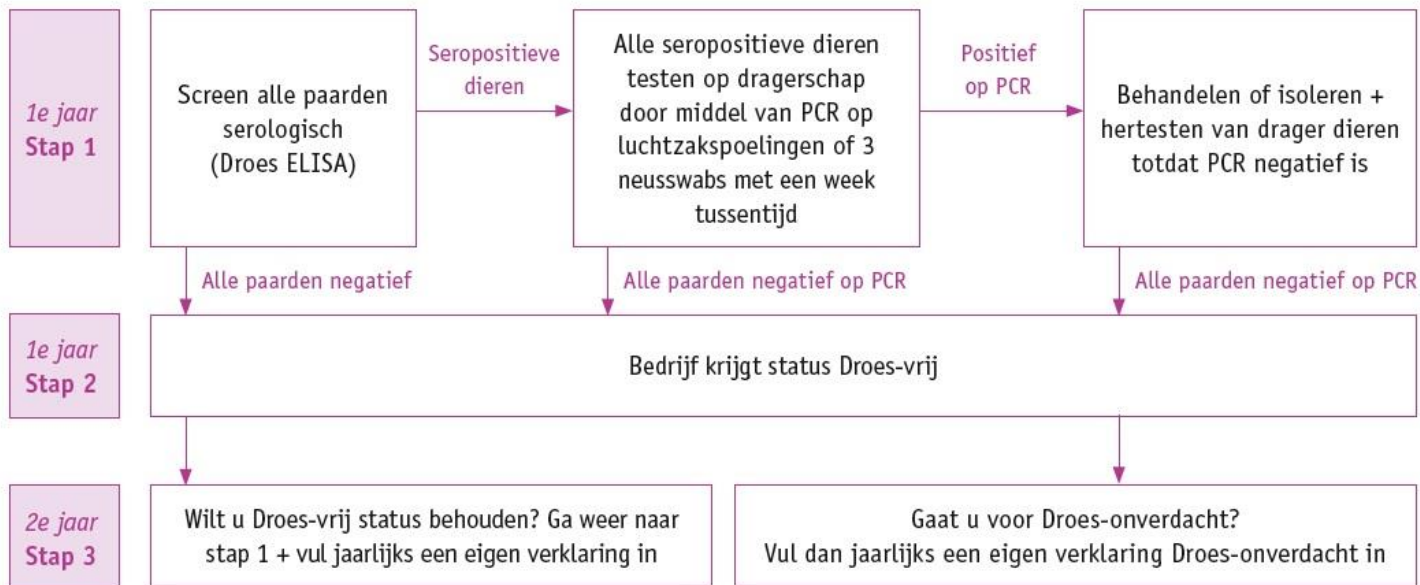 1e jaar
Stap 1
Screen alle paarden
serologisch
(Droes ELISA)
Seropositieve
dieren
Alle seropositieve dieren
testen op dragerschap
door middel van PCR op
luchtzakspoelingen of 3
neusswabs met een week
tussentijd
Positief
op PCR
Behandelen of isoleren +
hertesten van drager dieren
totdat PCR negatief is
Alle paarden negatief
Alle paarden negatief op PCR
Alle paarden negatief op PCR
1e jaar
Stap 2
Bedrijf krijgt status Droes-vrij
2e jaar
Stap 3
Wilt u Droes-vrij status behouden? Ga weer naar
stap 1 + vul jaarlijks een eigen verklaring in
Gaat u voor Droes-onverdacht?
Vul dan jaarlijks een eigen verklaring Droes-onverdacht in